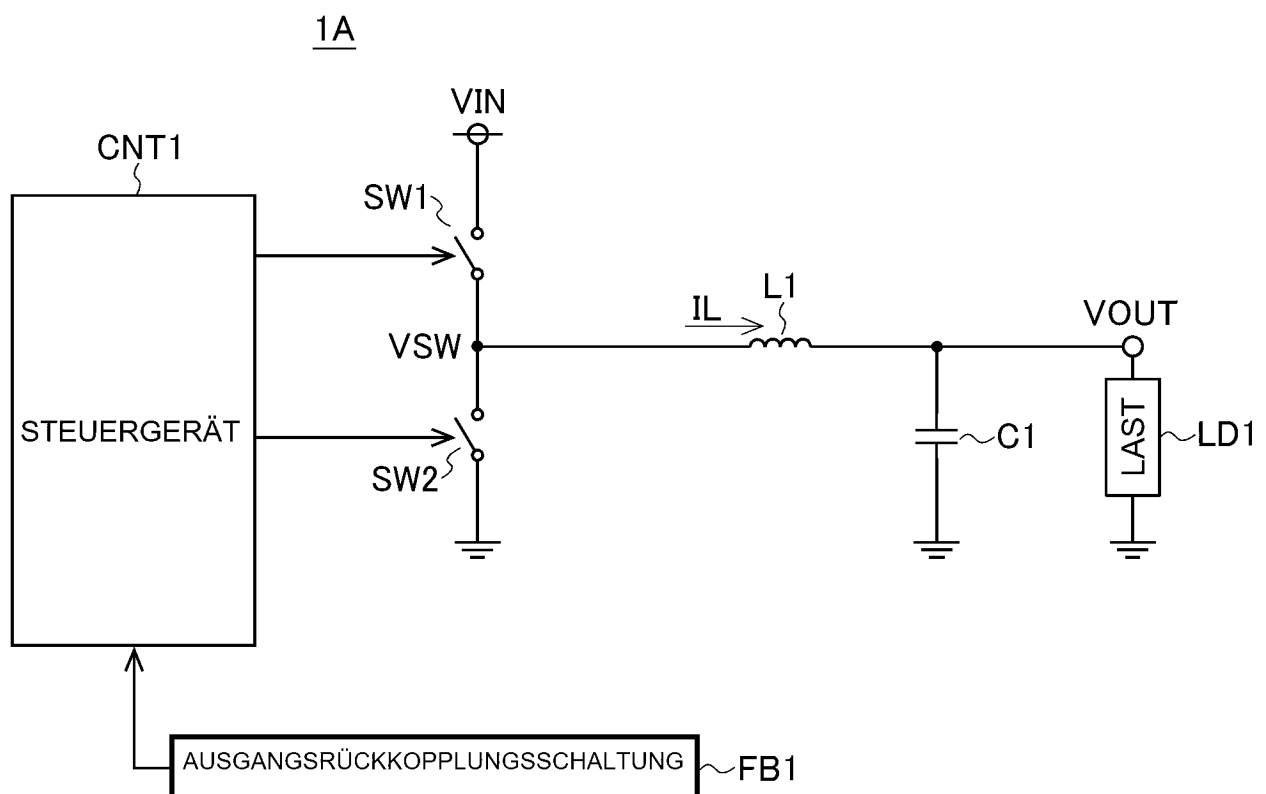 1A
VIN
CNT1
SW1
IL
L1
VOUT
VSW
STEUERGERÄT
SW2
C1
LAST
LD1
AUSGANGSRÜCKKOPPLUNGSSCHALTUNG
FB1